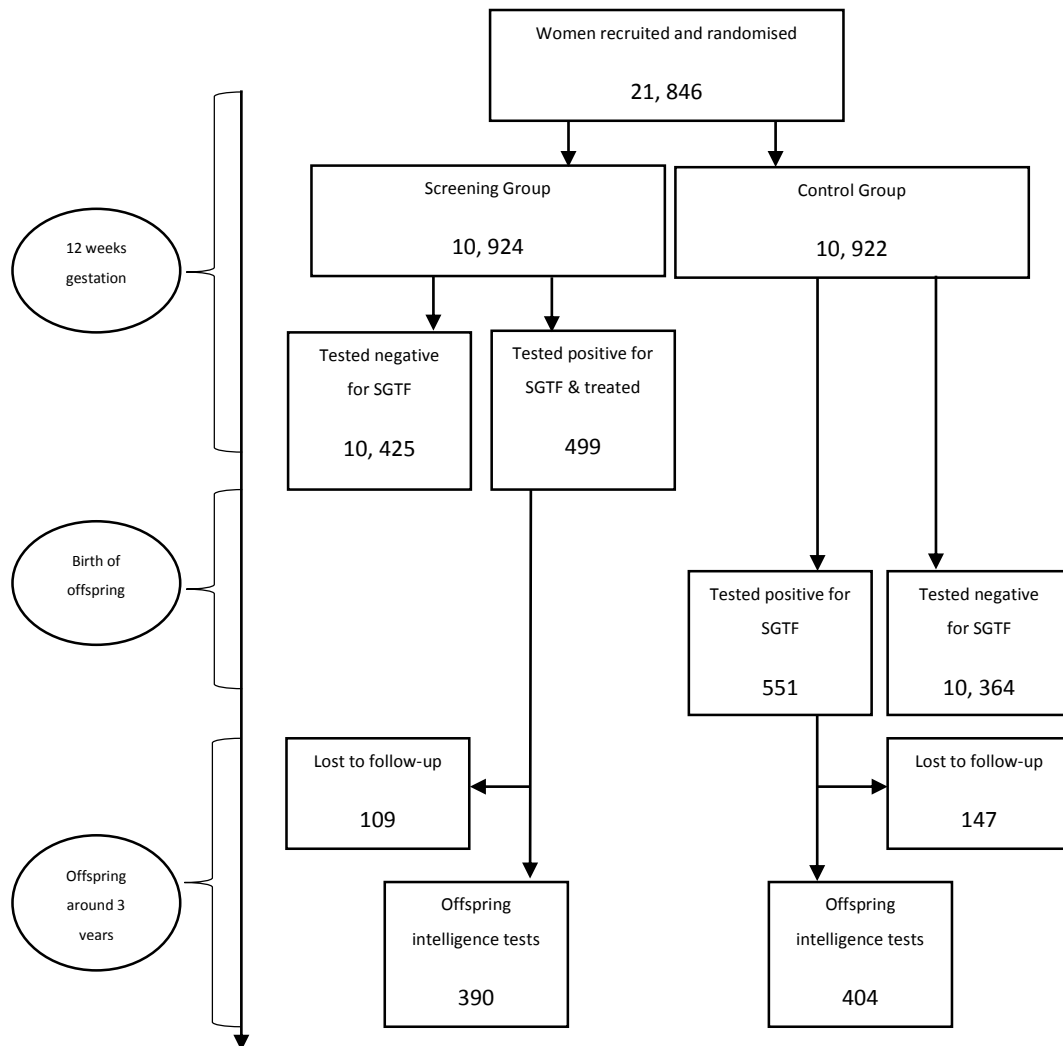 Women recruited and randomised
21, 846
Screening Group
10, 924
Control Group
10, 922
12 weeks
gestation
Tested negative
for SGTF
10, 425
Tested positive for
SGTF & treated
499
Birth of
offspring
Tested positive for
SGTF
551
Tested negative
for SGTF
10, 364
Lost to follow-up
109
Lost to follow-up
147
Offspring
around 3
years
Offspring
intelligence tests
390
Offspring
intelligence tests
404